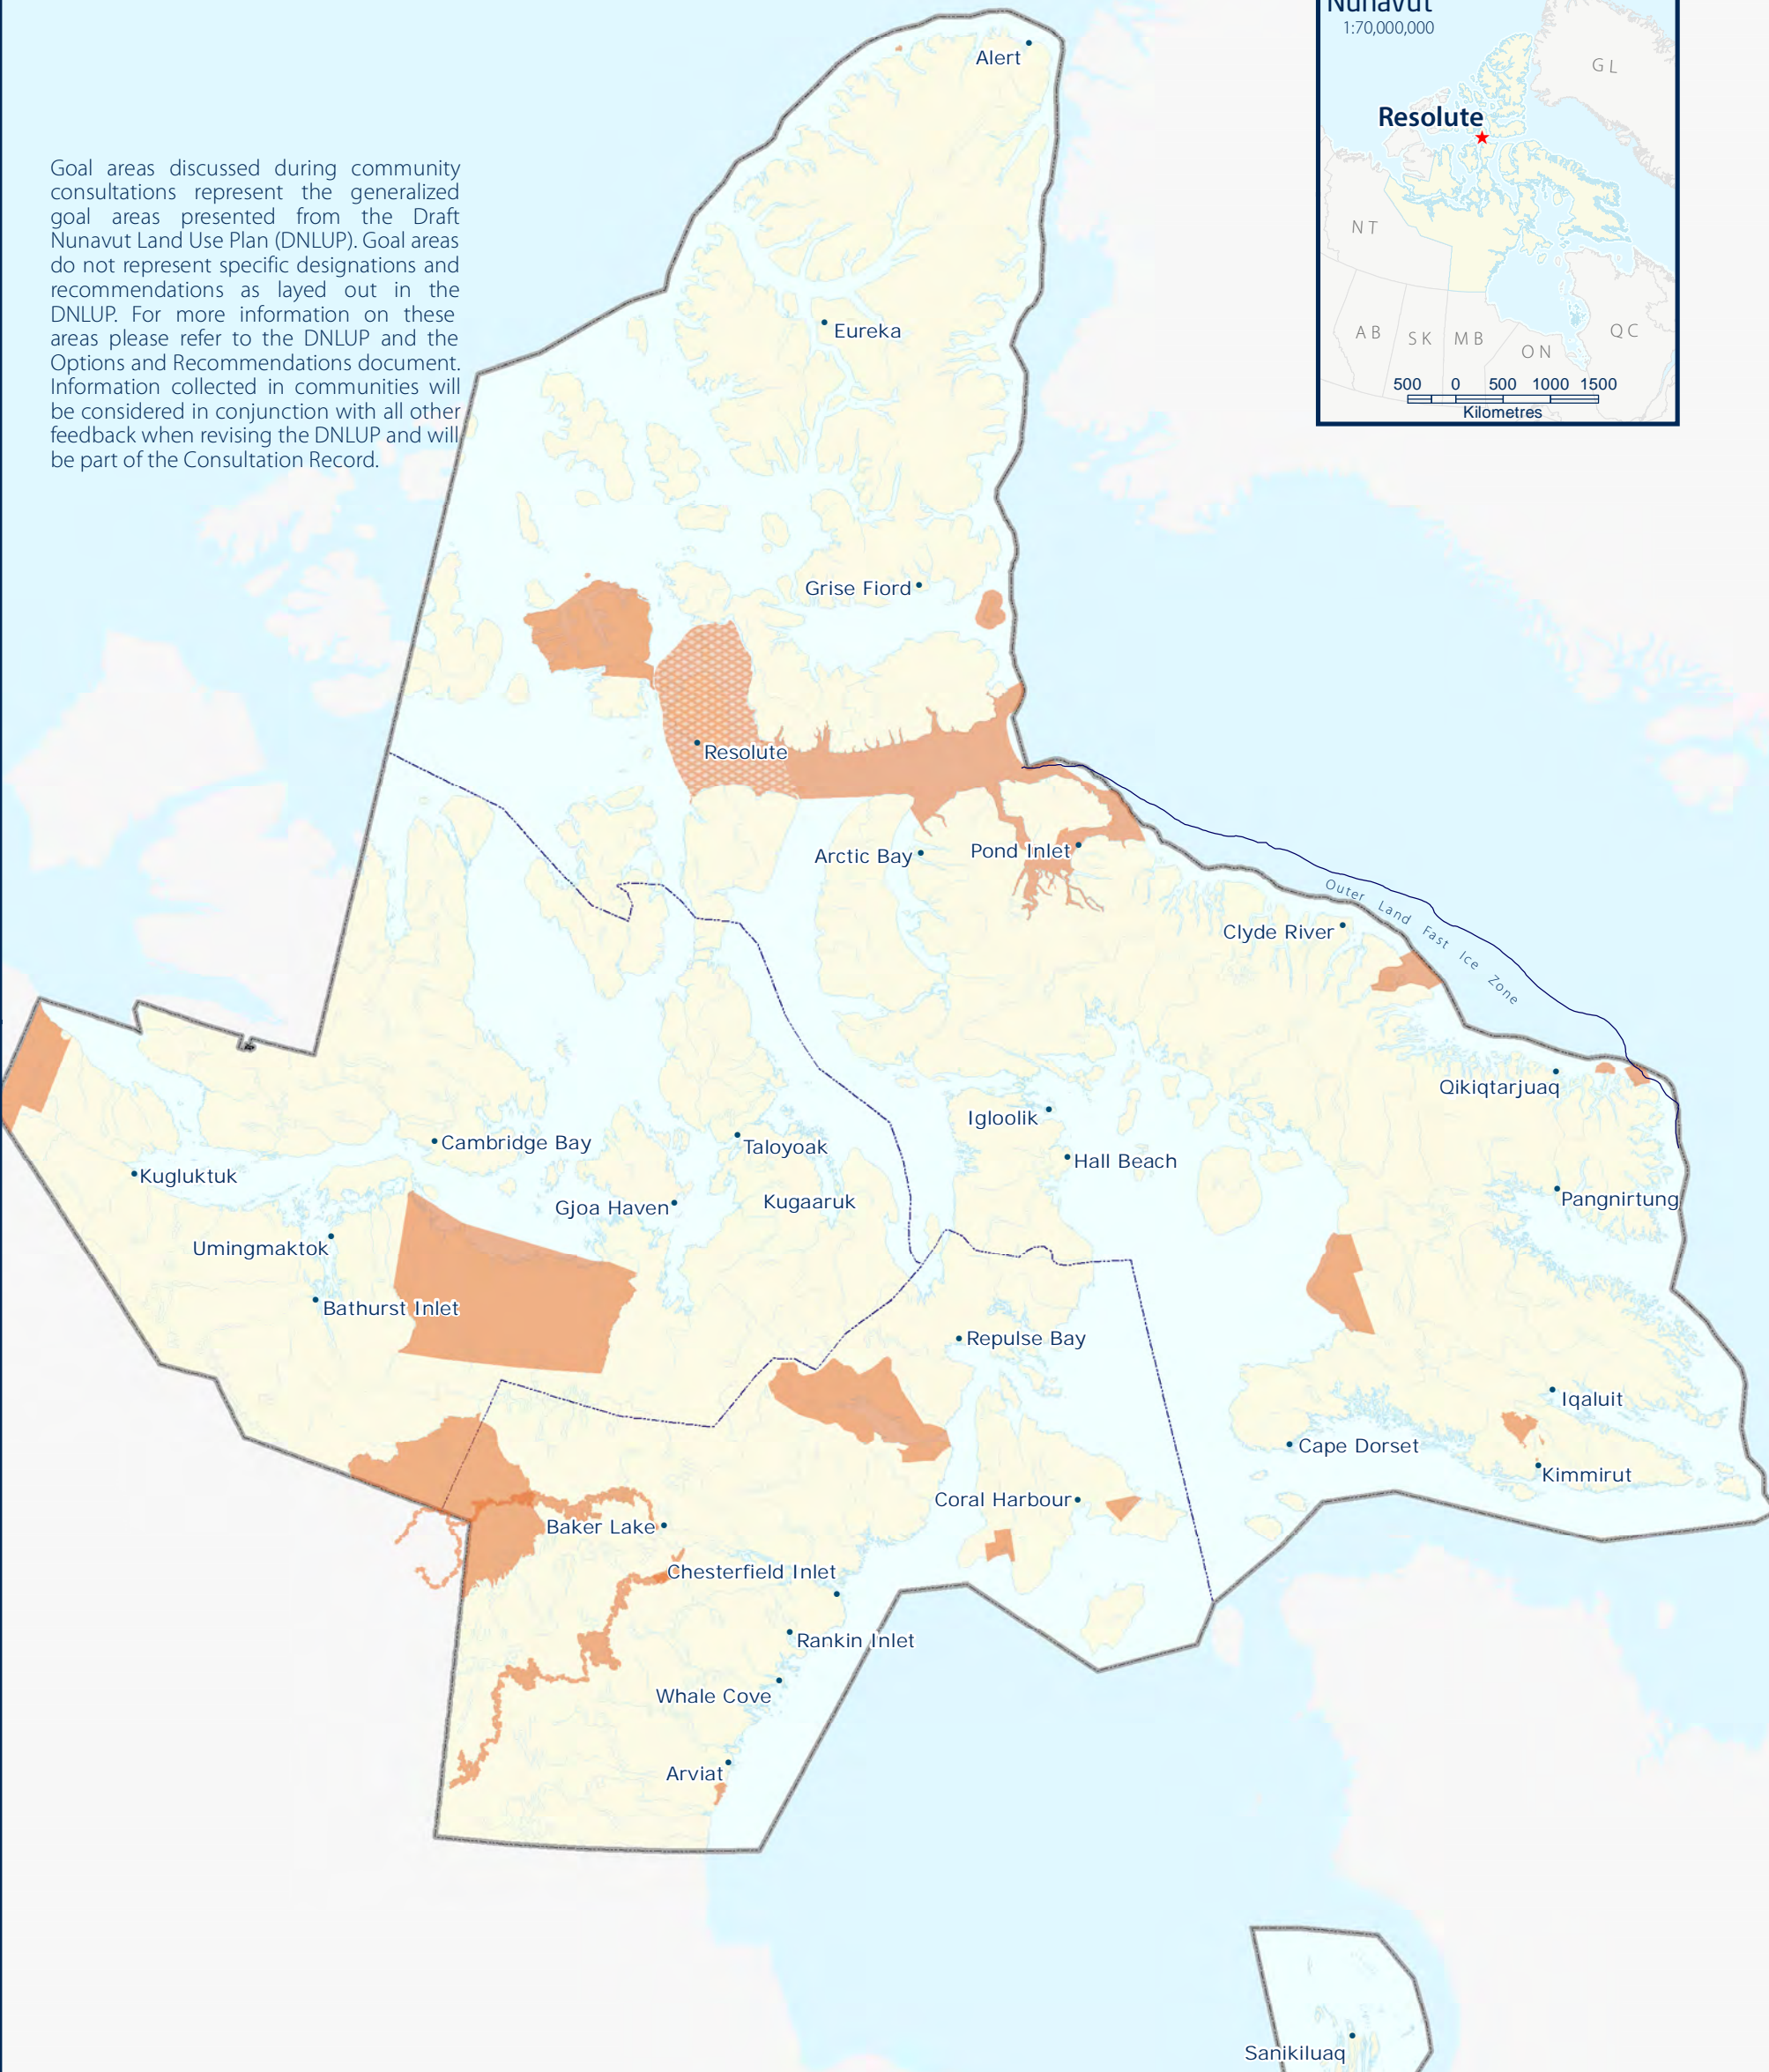 Nunavut
1:70,000,000
GL
Resolute
NT
AB
SK
MB
ON
QC
500 0 500 1000 1500
Kilometres
Goal areas discussed during community
consultations represent the generalized
goal areas presented from the Draft
Nunavut Land Use Plan (DNLUP). Goal areas
do not represent specific designations and
recommendations as layed out in the
DNLUP. For more information on these
areas please refer to the DNLUP and the
Options and Recommendations document.
Information collected in communities will
be considered in conjunction with all other
feedback when revising the DNLUP and will
be part of the Consultation Record.
Alert
Eureka
Grise Fiord
Resolute
Arctic Bay
Pond Inlet
Outer Land Fast Ice Zone
Clyde River
Qikiqtarjuaq
Igloolik
Cambridge Bay
Taloyoak
Hall Beach
Kugluktuk
Gjoa Haven
Kugaaruk
Pangnirtung
Umingmaktok
Bathurst Inlet
Repulse Bay
Iqaluit
Cape Dorset
Kimmirut
Coral Harbour
Baker Lake
Chesterfield Inlet
Rankin Inlet
Whale Cove
Arviat
Sanikiluaq